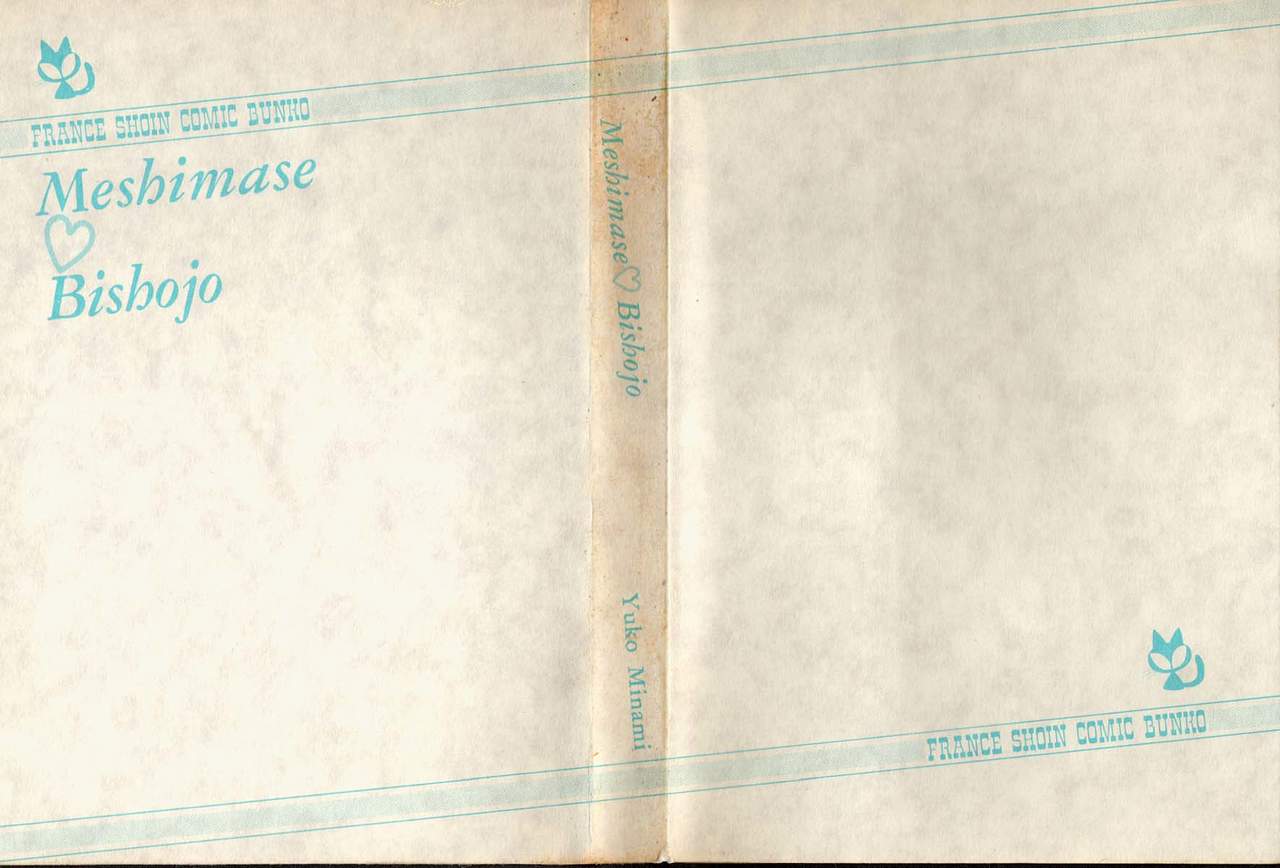 FRANCE SHOIN COMIC BUNKO
Meshimase
♡
Bishojo
Meshimase♡Bishojo
Yuko Minami
FRANCE SHOIN COMIC BUNKO